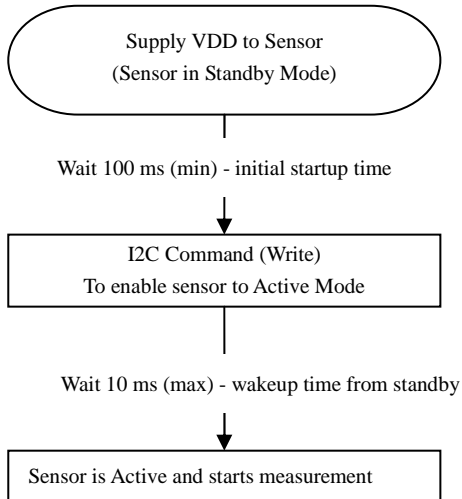 Supply VDD to Sensor
(Sensor in Standby Mode)
Wait 100 ms (min) - initial startup time
I2C Command (Write)
To enable sensor to Active Mode
Wait 10 ms (max) - wakeup time from standby
Sensor is Active and starts measurement